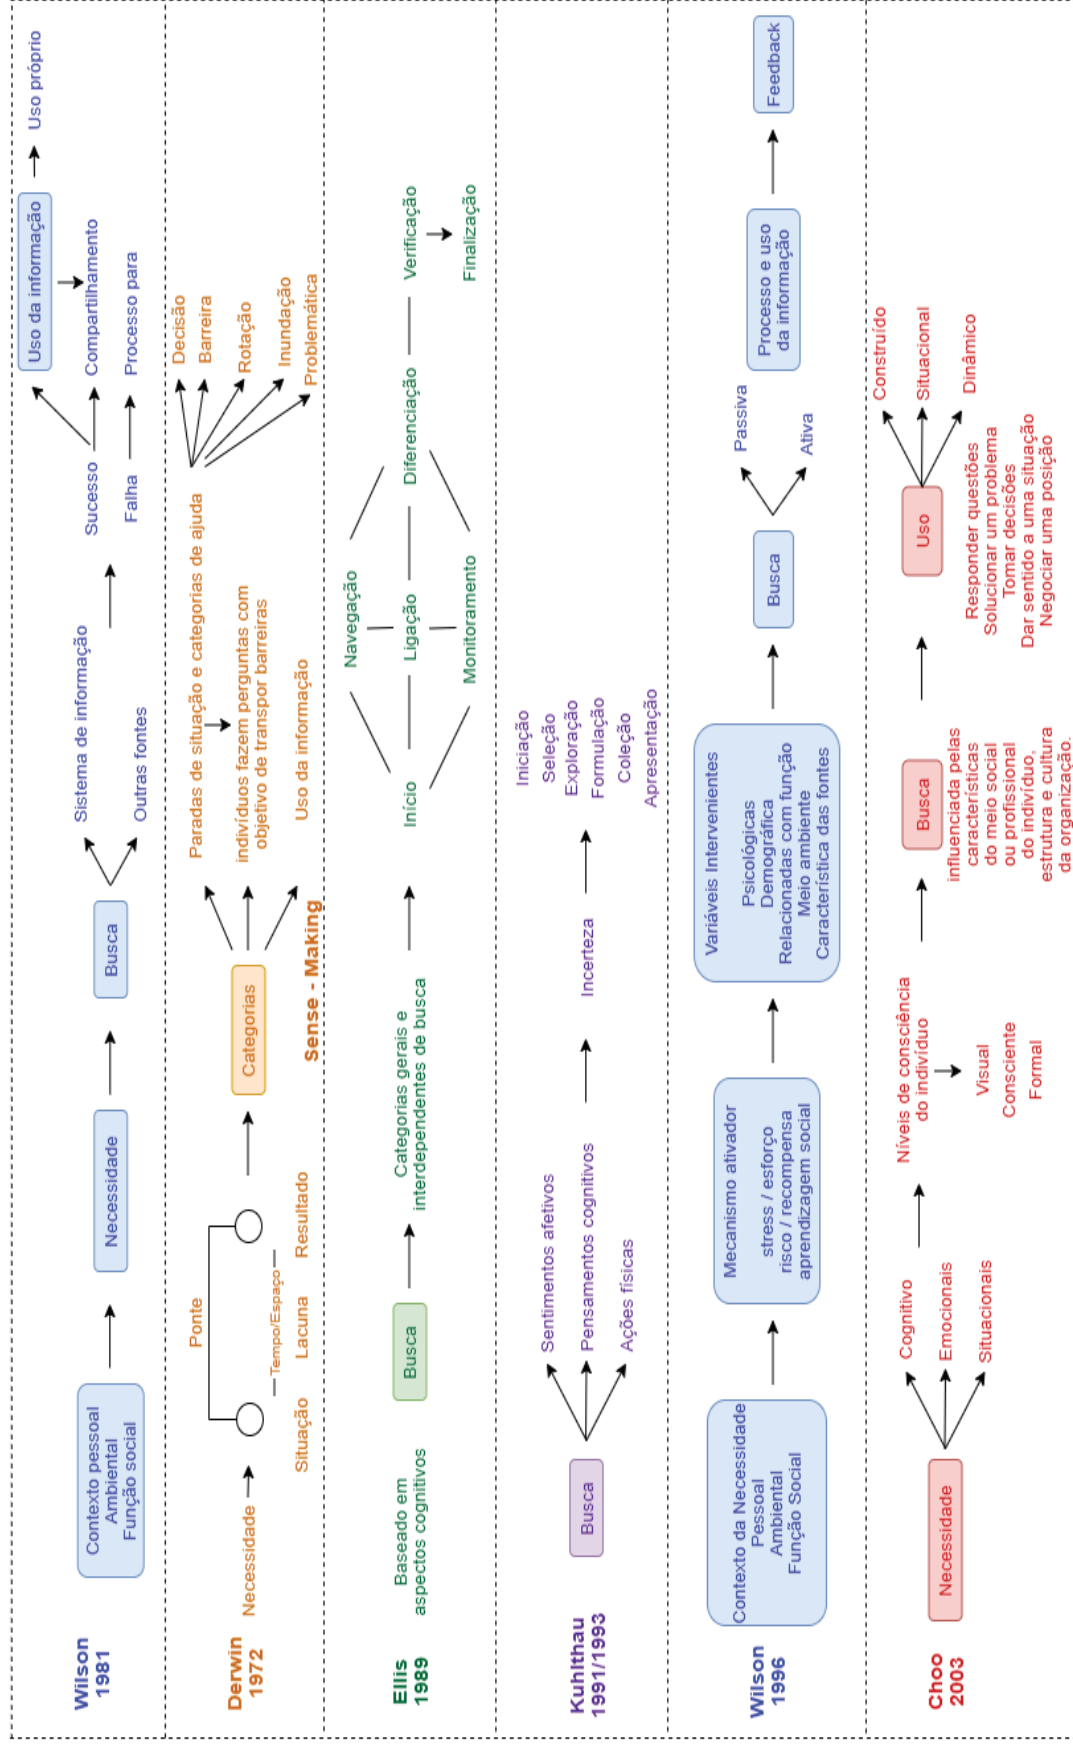 Wilson
1981
Contexto pessoal
Ambiental
Função social
Necessidade
Busca
Sistema de informação
Outras fontes
Sucesso
Falha
Uso da informação
Compartilhamento
Processo para
Uso próprio
Derwin
1972
Necessidade
Ponte
Tempo/Espaço
Situação
Lacuna
Resultado
Categorias
Sense - Making
Paradas de situação e categorias de ajuda
indivíduos fazem perguntas com
objetivo de transpor barreiras
Uso da informação
Decisão
Barreira
Rotação
Inundação
Problemática
Ellis
1989
Baseado em
aspectos cognitivos
Busca
Categorias gerais e
interdependentes de busca
Início
Navegação
Ligação
Monitoramento
Diferenciação
Verificação
Finalização
Kuhlthau
1991/1993
Busca
Sentimentos afetivos
Pensamentos cognitivos
Ações físicas
Incerteza
Iniciação
Seleção
Exploração
Formulação
Coleção
Apresentação
Wilson
1996
Contexto da Necessidade
Pessoal
Ambiental
Função Social
Mecanismo ativador
stress / esforço
risco / recompensa
aprendizagem social
Variáveis Intervenientes
Psicológicas
Demográfica
Relacionadas com função
Meio ambiente
Característica das fontes
Busca
Passiva
Ativa
Processo e uso
da informação
Feedback
Choo
2003
Necessidade
Cognitivo
Emocionais
Situacionais
Níveis de consciência
do indivíduo
Visual
Consciente
Formal
Busca
influenciada pelas
características
do meio social
ou profissional
do indivíduo,
estrutura e cultura
da organização.
Uso
Responder questões
Solucionar um problema
Tomar decisões
Dar sentido a uma situação
Negociar uma posição
Construído
Situacional
Dinâmico